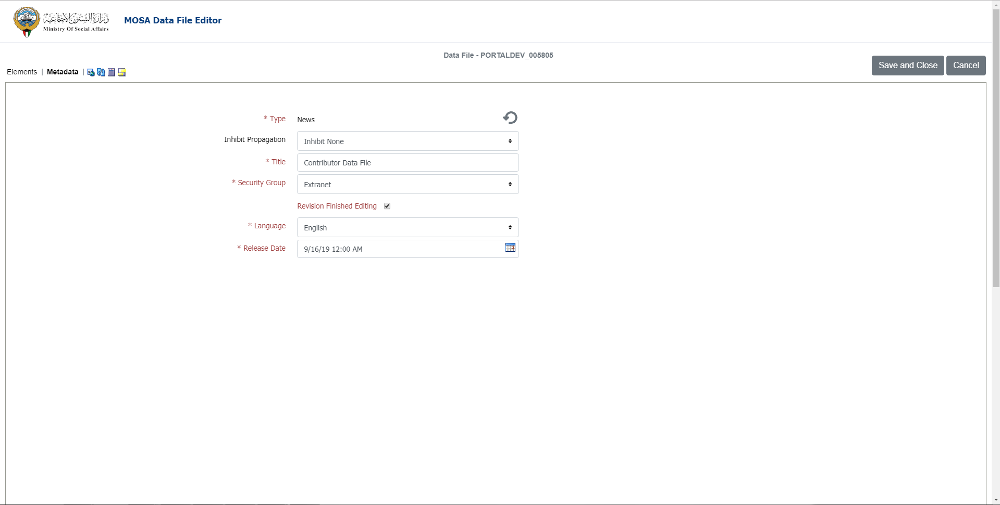 وزارة الشئون الاجتماعية
Ministry Of Social Affairs
MOSA Data File Editor
Data File - PORTALDEV_005805
Save and Close
Cancel
Elements | Metadata |
* Type
News
Inhibit Propagation
Inhibit None
* Title
Contributor Data File
* Security Group
Extranet
Revision Finished Editing
* Language
English
* Release Date
9/16/19 12:00 AM